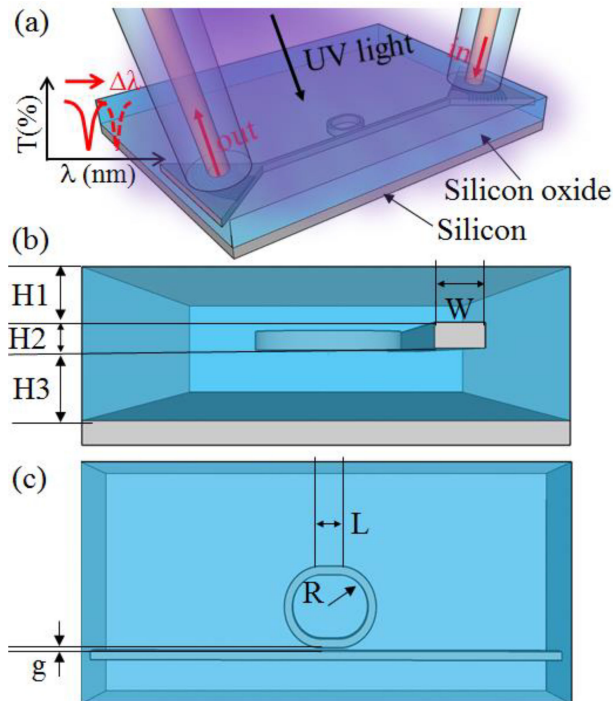 (a)
UV light
in
out
Δλ
T(%)
λ (nm)
Silicon oxide
Silicon
(b)
H1
W
H2
H3
(c)
L
R
g